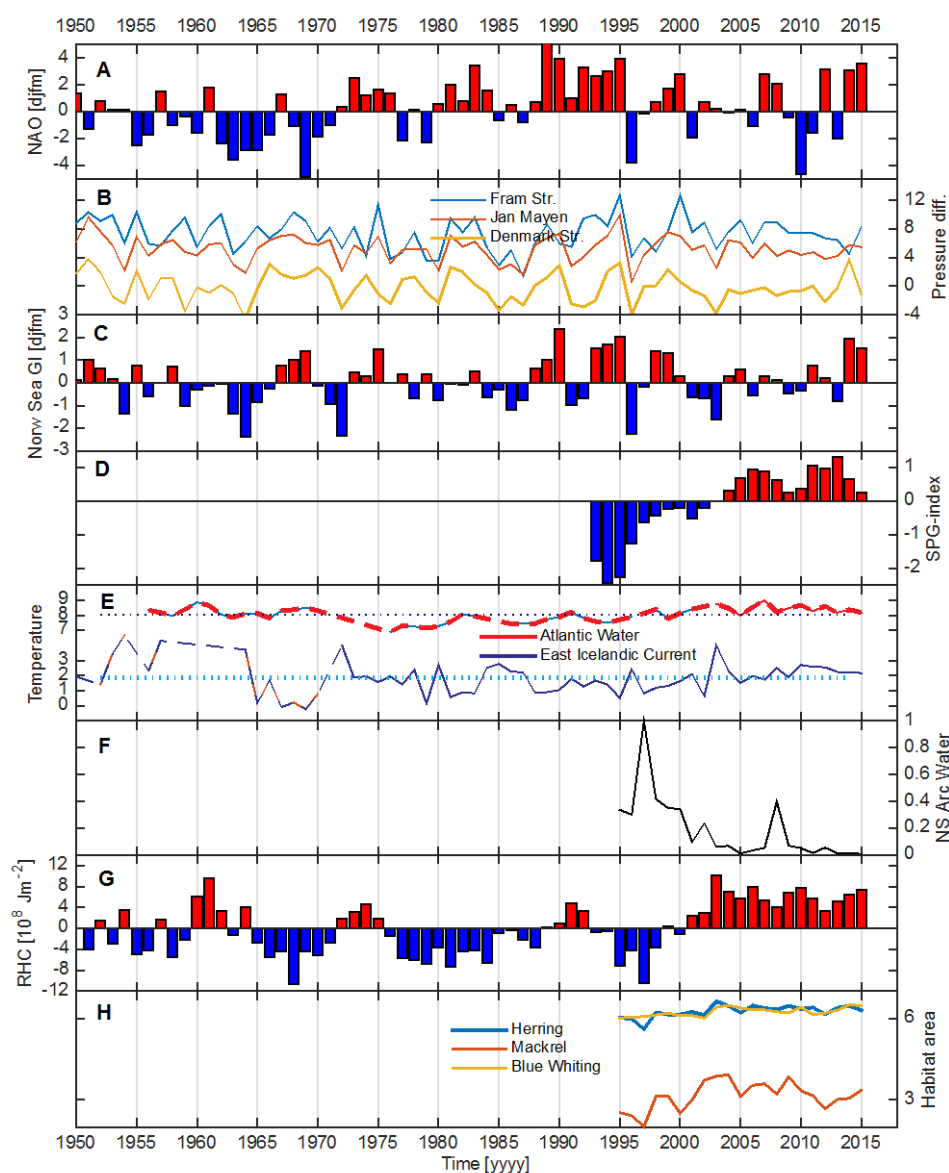 1950 1955 1960 1965 1970 1975 1980 1985 1990 1995 2000 2005 2010 2015
A
NAO [djfm]
4
2
0
-2
-4
B
Fram Str.
Jan Mayen
Denmark Str.
Pressure diff.
12
8
4
0
-4
C
Norw Sea GI [djfm]
3
2
1
0
-1
-2
-3
D
SPG-index
1
0
-1
-2
E
Temperature
9
8
7
3
2
1
0
Atlantic Water
East Icelandic Current
F
NS Arc Water
1
0.8
0.6
0.4
0.2
0
G
RHC [10⁸ Jm⁻²]
12
8
4
0
-4
-8
-12
H
Herring
Mackrel
Blue Whiting
Habitat area
6
3
1950 1955 1960 1965 1970 1975 1980 1985 1990 1995 2000 2005 2010 2015
Time [yyyy]